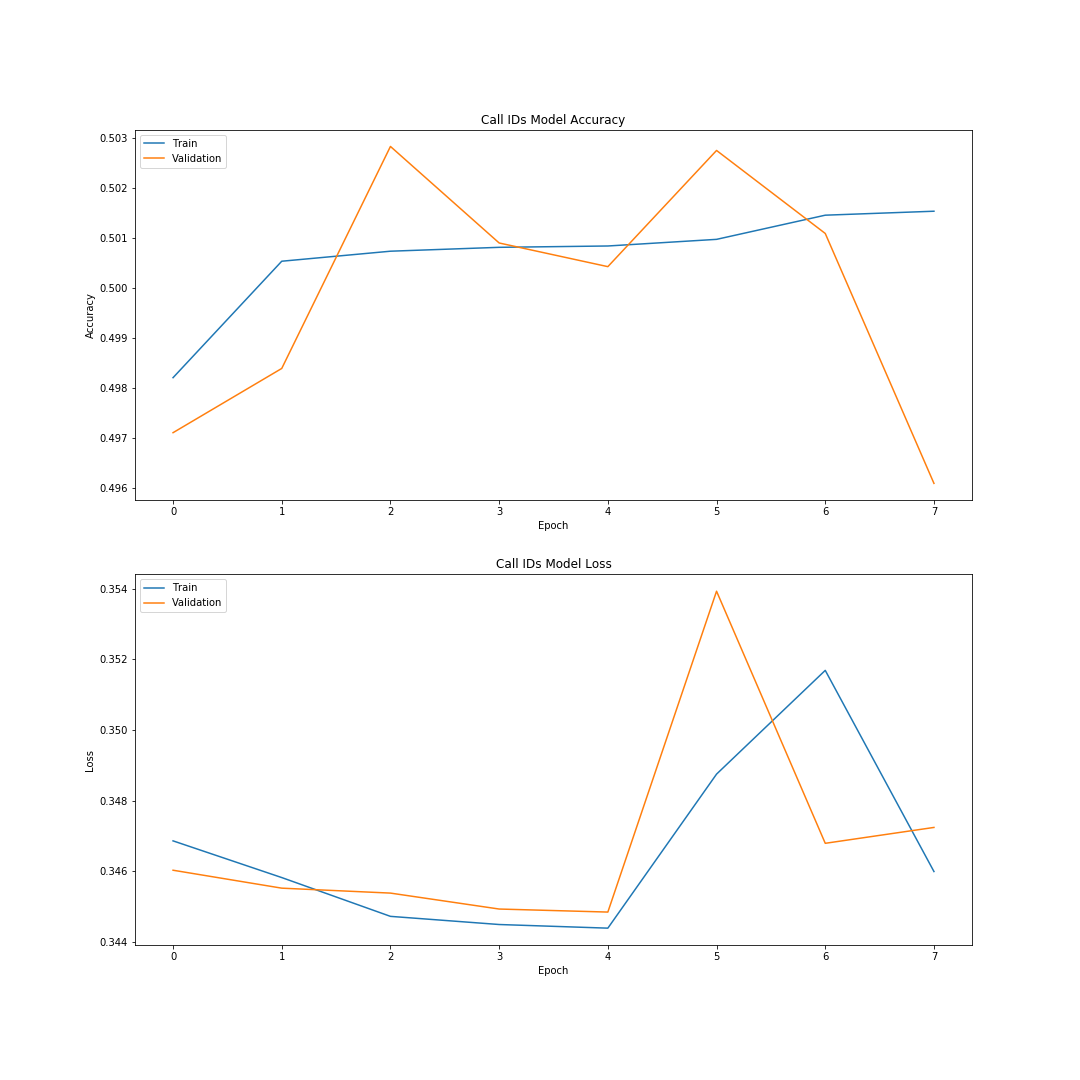 Call IDs Model Accuracy
Train
Validation
0.503
0.502
0.501
0.500
0.499
0.498
0.497
0.496
Accuracy
0 1 2 3 4 5 6 7
Epoch
Call IDs Model Loss
Train
Validation
0.354
0.352
0.350
0.348
0.346
0.344
Loss
0 1 2 3 4 5 6 7
Epoch